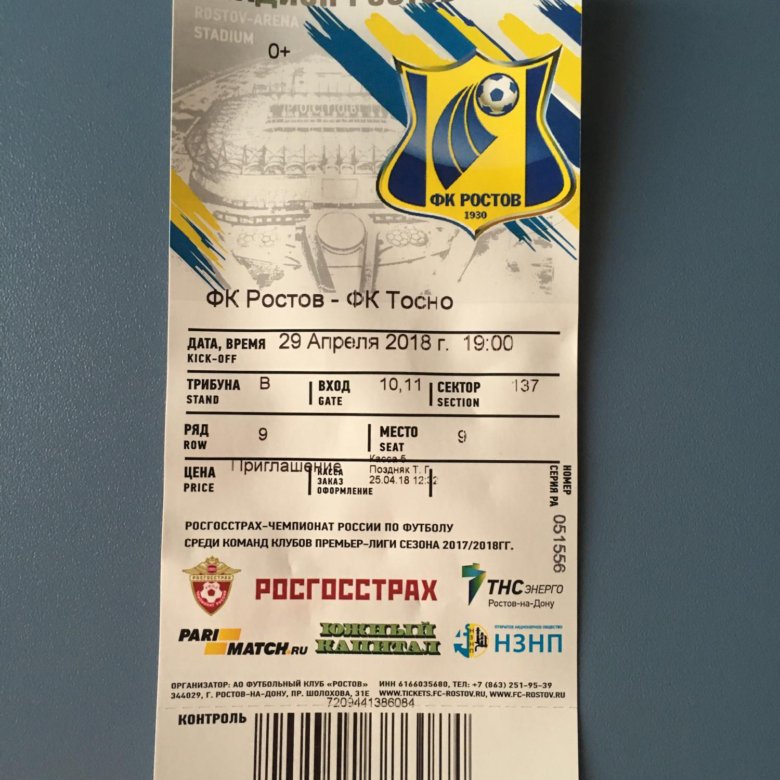 ROSTOV-ARENA
STADIUM
0+
РОСТОВ
ФК РОСТОВ
1930
ФК Ростов - ФК Тосно
ДАТА, ВРЕМЯ 29 Апреля 2018 г. 19:00
KICK-OFF
ТРИБУНА B ВХОД 10,11 СЕКТОР 137
STAND GATE SECTION
РЯД 9 МЕСТО 9
ROW SEAT
ЦЕНА Приглашение КАССА Касса 5
PRICE ЗАКАЗ Поздняк Т. Г.
ОФОРМЛЕНИЕ 25.04.18 12:32
НОМЕР
СЕРИЯ РА 051556
РОСГОССТРАХ-ЧЕМПИОНАТ РОССИИ ПО ФУТБОЛУ
СРЕДИ КОМАНД КЛУБОВ ПРЕМЬЕР-ЛИГИ СЕЗОНА 2017/2018ГГ.
РОСГОССТРАХ
ТНС ЭНЕРГО
Ростов-на-Дону
PARI MATCH.RU
ЮЖНЫЙ
КАПИТАЛ
НЗНП
ОРГАНИЗАТОР: АО ФУТБОЛЬНЫЙ КЛУБ «РОСТОВ» ИНН 6166035680, ТЕЛ: +7 (863) 251-95-39
344029, Г. РОСТОВ-НА-ДОНУ, ПР. ШОЛОХОВА, 31Е WWW.TICKETS.FC-ROSTOV.RU, WWW.FC-ROSTOV.RU
7209441386084
КОНТРОЛЬ